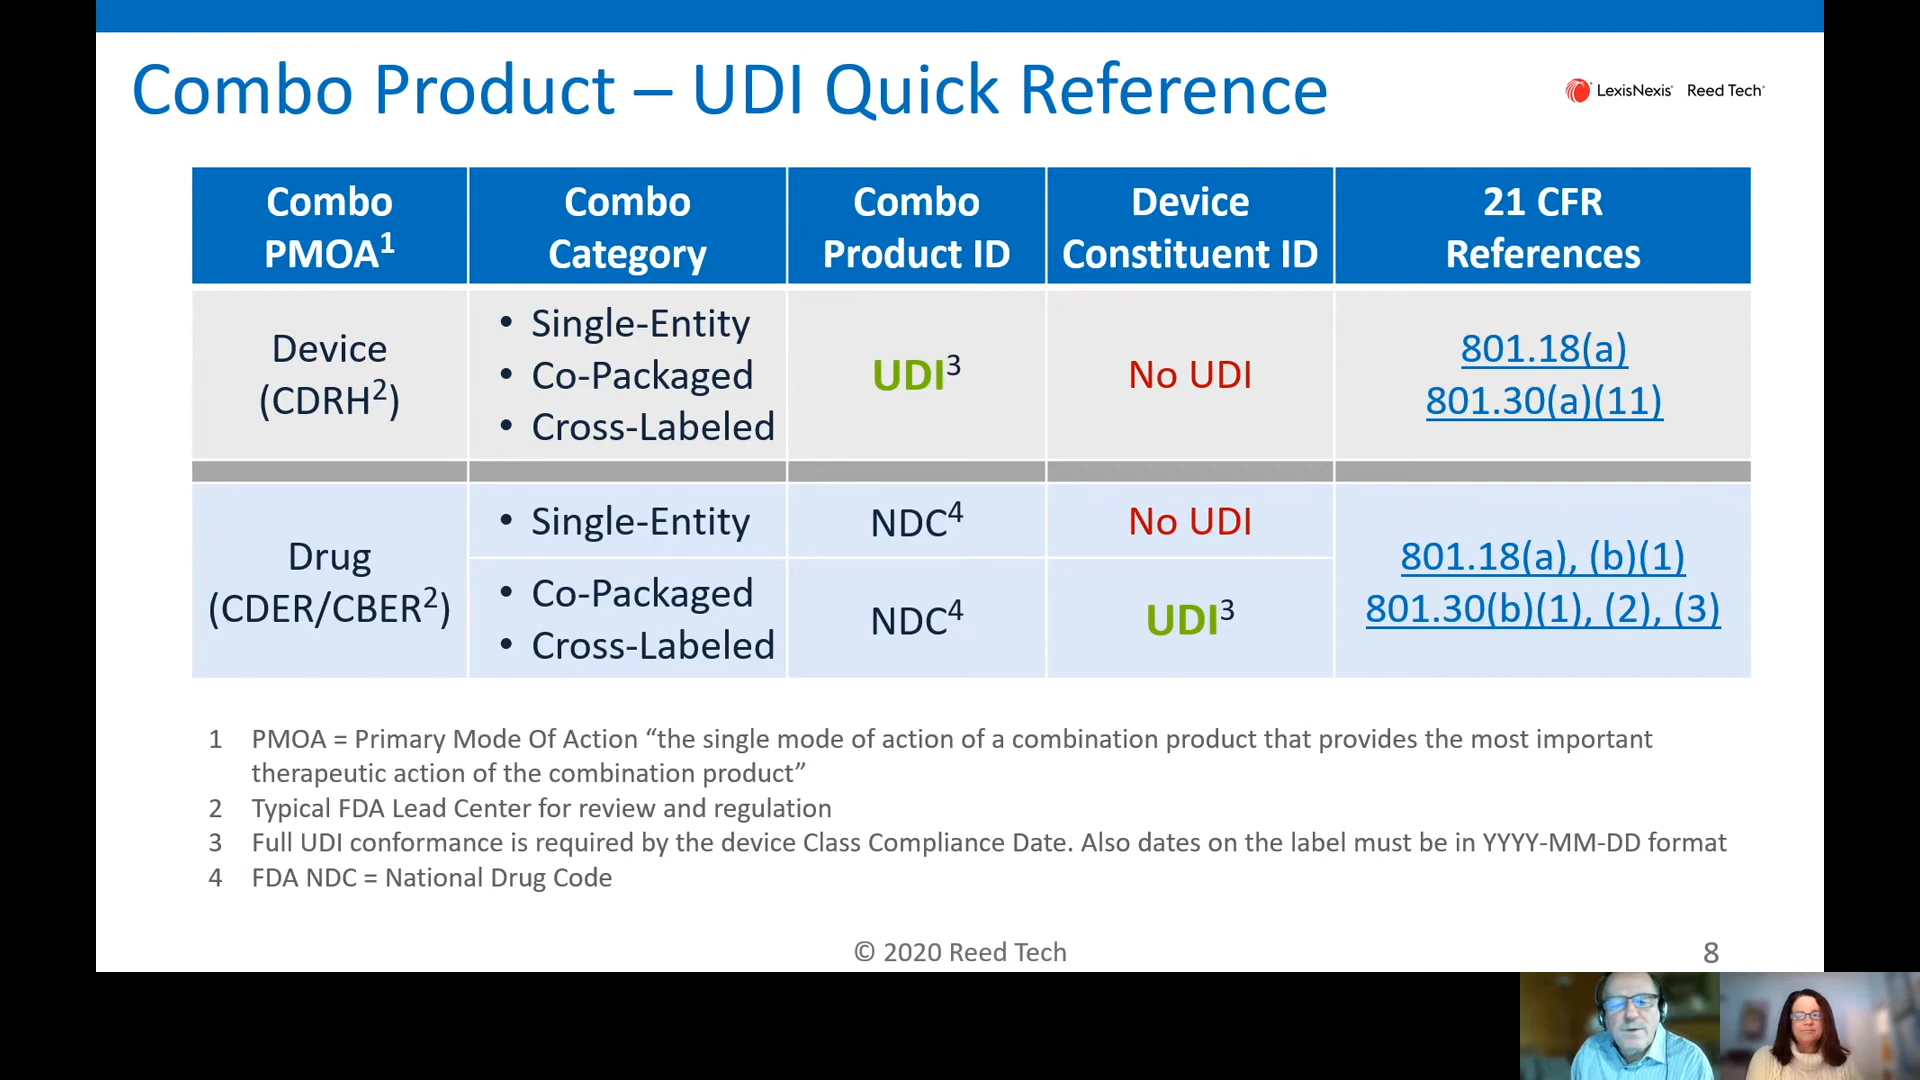 Combo Product – UDI Quick Reference
LexisNexis® Reed Tech®
Combo PMOA¹
Combo Category
Combo Product ID
Device Constituent ID
21 CFR References
Device (CDRH²)
• Single-Entity
• Co-Packaged
• Cross-Labeled
UDI³
No UDI
801.18(a)
801.30(a)(11)
Drug (CDER/CBER²)
• Single-Entity
NDC⁴
No UDI
• Co-Packaged
• Cross-Labeled
NDC⁴
UDI³
801.18(a), (b)(1)
801.30(b)(1), (2), (3)
1 PMOA = Primary Mode Of Action “the single mode of action of a combination product that provides the most important
therapeutic action of the combination product”
2 Typical FDA Lead Center for review and regulation
3 Full UDI conformance is required by the device Class Compliance Date. Also dates on the label must be in YYYY-MM-DD format
4 FDA NDC = National Drug Code
© 2020 Reed Tech
8